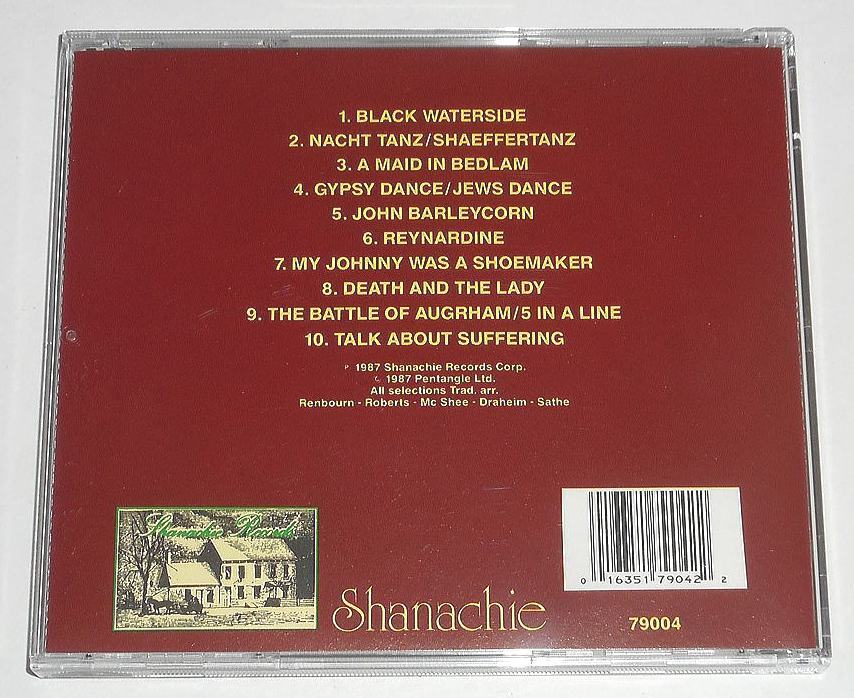 1. BLACK WATERSIDE
2. NACHT TANZ/SHAEFFERTANZ
3. A MAID IN BEDLAM
4. GYPSY DANCE/JEWS DANCE
5. JOHN BARLEYCORN
6. REYNARDINE
7. MY JOHNNY WAS A SHOEMAKER
8. DEATH AND THE LADY
9. THE BATTLE OF AUGRHAM/5 IN A LINE
10. TALK ABOUT SUFFERING
℗ 1987 Shanachie Records Corp.
© 1987 Pentangle Ltd.
All selections Trad. arr.
Renbourn - Roberts - Mc Shee - Draheim - Sathe
Shanachie Records
Shanachie
0 16351 79042 2
79004